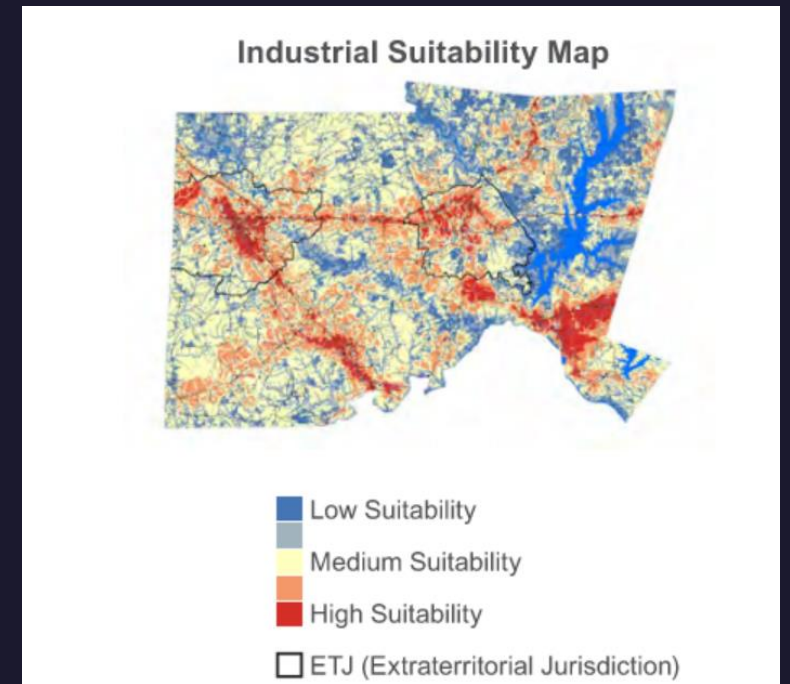 Industrial Suitability Map
Low Suitability
Medium Suitability
High Suitability
ETJ (Extraterritorial Jurisdiction)